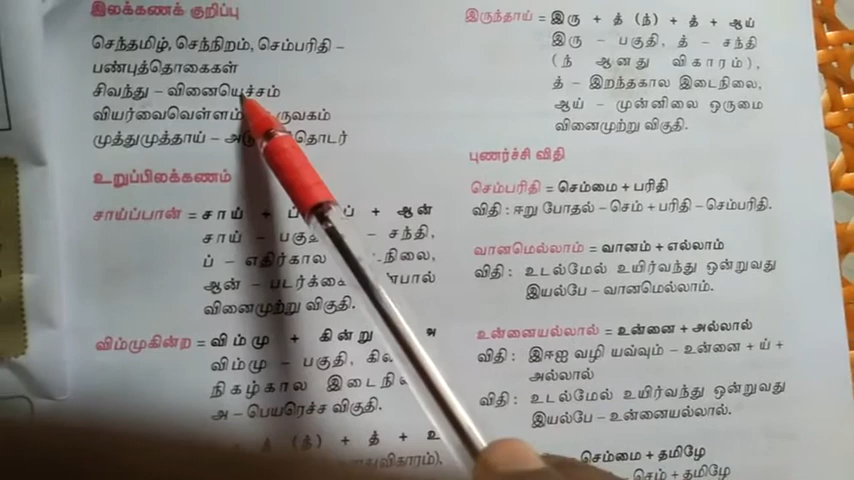 இலக்கணக் குறிப்பு
செந்தமிழ், செந்நிறம், செம்பரிதி –
பண்புத்தொகைகள்
சிவந்து – வினையெச்சம்
வியர்வைவெள்ளம்
முத்துமுத்தாய் –
உறுப்பிலக்கணம்
சாய்ப்பான் = சாய் + ப் + ஆன்
சாய் – – சந்தி,
ப் – எதிர்கால
ஆன் –
வினைமுற்று விகுதி.
விம்முகின்ற = விம்மு + கின்று அ
விம்மு – பகுதி,
நிகழ்கால
அ – பெயரெச்ச விகுதி.
(ந்) + த் +
இருந்தாய் = இரு + த் (ந்) + த் + ஆய்
இரு – பகுதி, த் – சந்தி
(ந் ஆனது விகாரம்),
த் – இறந்தகால இடைநிலை,
ஆய் – முன்னிலை ஒருமை
வினைமுற்று விகுதி.
புணர்ச்சி விதி
செம்பரிதி = செம்மை + பரிதி
விதி : ஈறு போதல் – செம் + பரிதி – செம்பரிதி.
வானமெல்லாம் = வானம் + எல்லாம்
விதி : உடல்மேல் உயிர்வந்து ஒன்றுவது
இயல்பே – வானமெல்லாம்.
உன்னையல்லால் = உன்னை + அல்லால்
விதி : இஈஐ வழி யவ்வும் – உன்னை + ய் +
அல்லால்
விதி : உடல்மேல் உயிர்வந்து ஒன்றுவது
இயல்பே – உன்னையல்லால்.
செம்மை + தமிழே
செம் + தமிழே